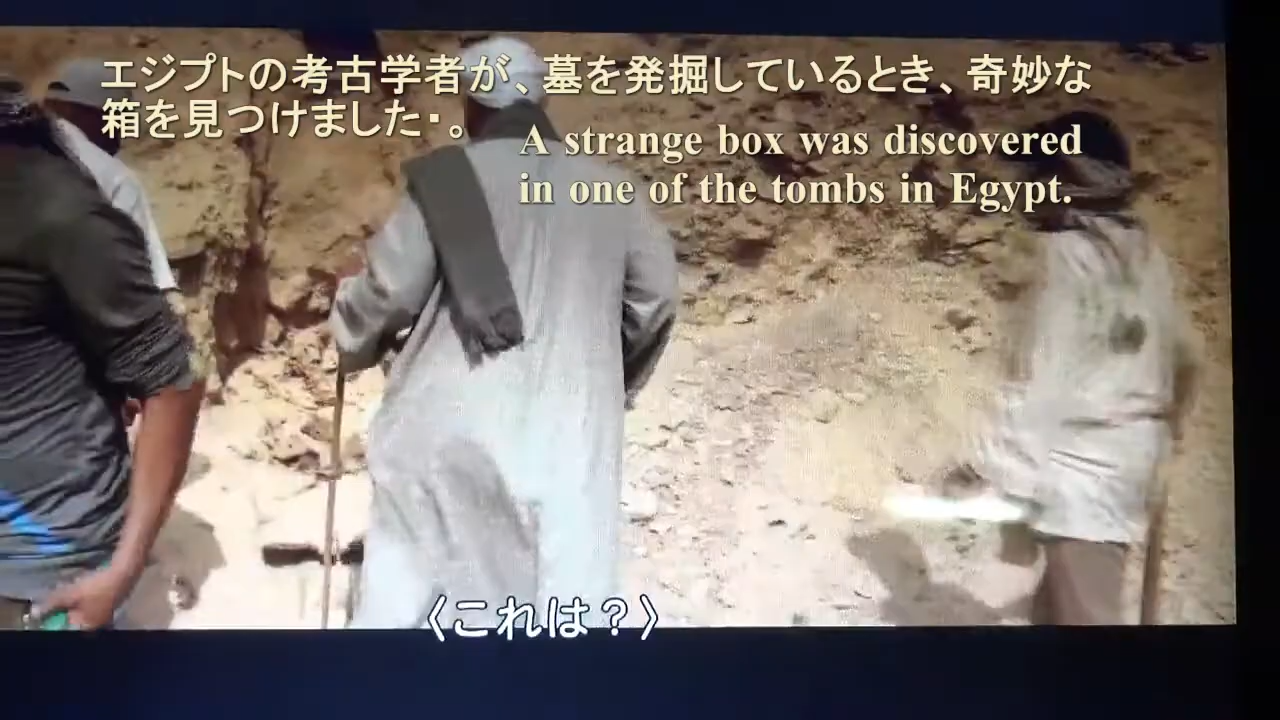 エジプトの考古学者が、墓を発掘しているとき、奇妙な
箱を見つけました・。
A strange box was discovered
in one of the tombs in Egypt.
〈これは？〉